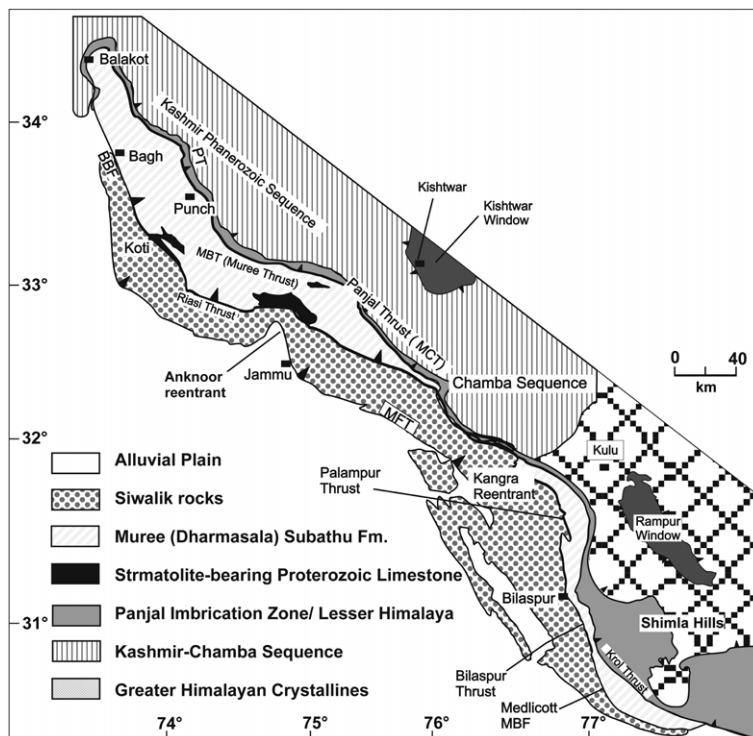 34°
33°
32°
31°
74°
75°
76°
77°
Balakot
Kashmir Phanerozoic Sequence
PT
BBF
Bagh
Punch
Kishtwar
Kishtwar
Window
Koti
MBT (Muree Thrust)
Riasi Thrust
Panjal Thrust ( MCT)
Anknoor
reentrant
Jammu
Chamba Sequence
0 40
km
MFT
Kulu
Palampur
Thrust
Kangra
Reentrant
Rampur
Window
Bilaspur
Shimla Hills
Bilaspur
Thrust
Krol Thrust
Medlicott
MBF
Alluvial Plain
Siwalik rocks
Muree (Dharmasala) Subathu Fm.
Strmatolite-bearing Proterozoic Limestone
Panjal Imbrication Zone/ Lesser Himalaya
Kashmir-Chamba Sequence
Greater Himalayan Crystallines